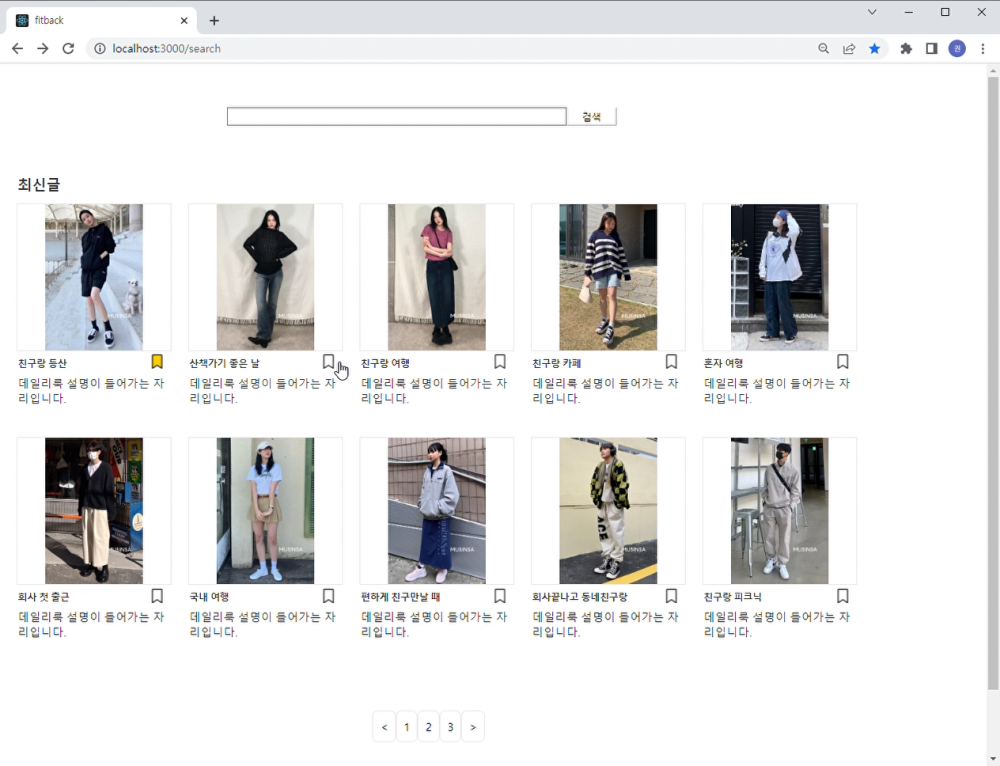 fitback
localhost:3000/search
권
검색
최신글
MUSINSA MUSINSA MUSINSA MUSINSA MUSINSA
친구랑 등산 산책가기 좋은 날 친구랑 여행 친구랑 카페 혼자 여행
데일리룩 설명이 들어가는 자 데일리룩 설명이 들어가는 자 데일리룩 설명이 들어가는 자 데일리룩 설명이 들어가는 자 데일리룩 설명이 들어가는 자
리입니다. 리입니다. 리입니다. 리입니다. 리입니다.
MUSINSA MUSINSA MUSINSA MUSINSA MUSINSA
회사 첫 출근 국내 여행 편하게 친구만날 때 회사끝나고 동네친구랑 친구랑 피크닉
데일리룩 설명이 들어가는 자 데일리룩 설명이 들어가는 자 데일리룩 설명이 들어가는 자 데일리룩 설명이 들어가는 자 데일리룩 설명이 들어가는 자
리입니다. 리입니다. 리입니다. 리입니다. 리입니다.
< 1 2 3 >